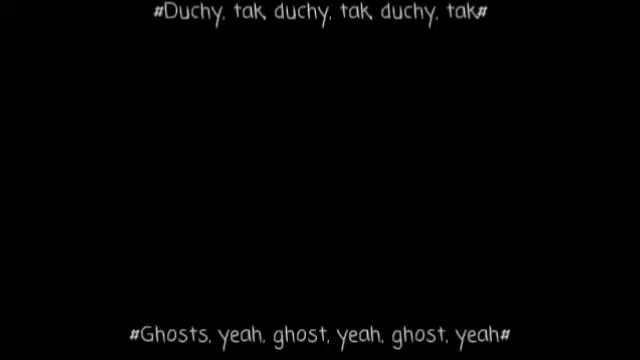 #Duchy, tak, duchy, tak, duchy, tak#
#Ghosts, yeah, ghost, yeah, ghost, yeah#